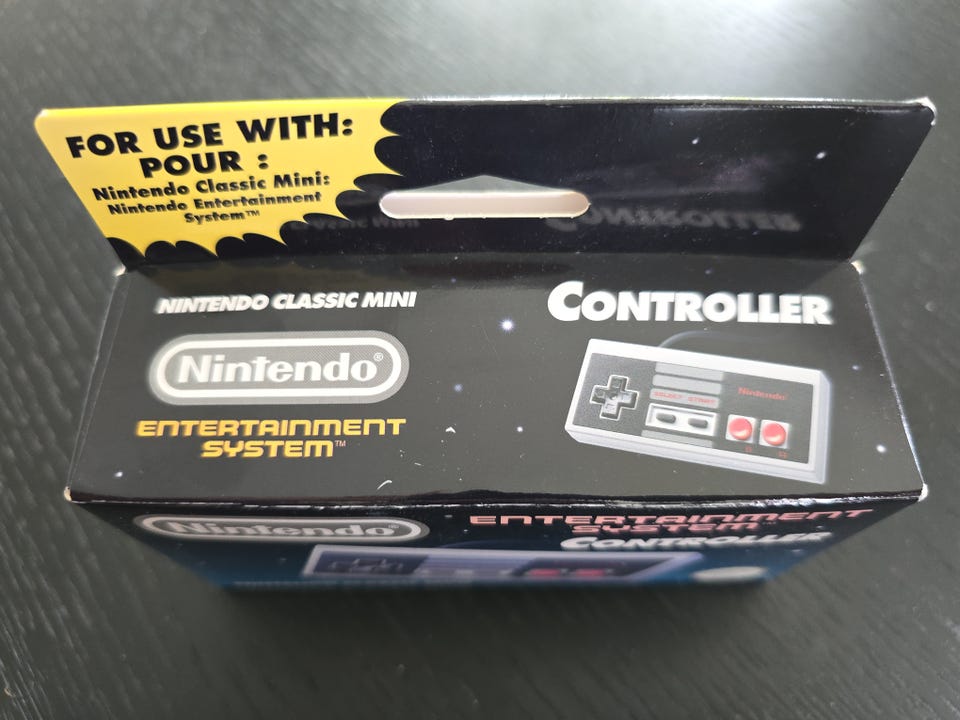 FOR USE WITH:
POUR :
Nintendo Classic Mini:
Nintendo Entertainment
System™
NINTENDO CLASSIC MINI
CONTROLLER
Nintendo®
ENTERTAINMENT
SYSTEM™
Nintendo®
SELECT START
B A
Nintendo®
ENTERTAINMENT
SYSTEM™
CONTROLLER